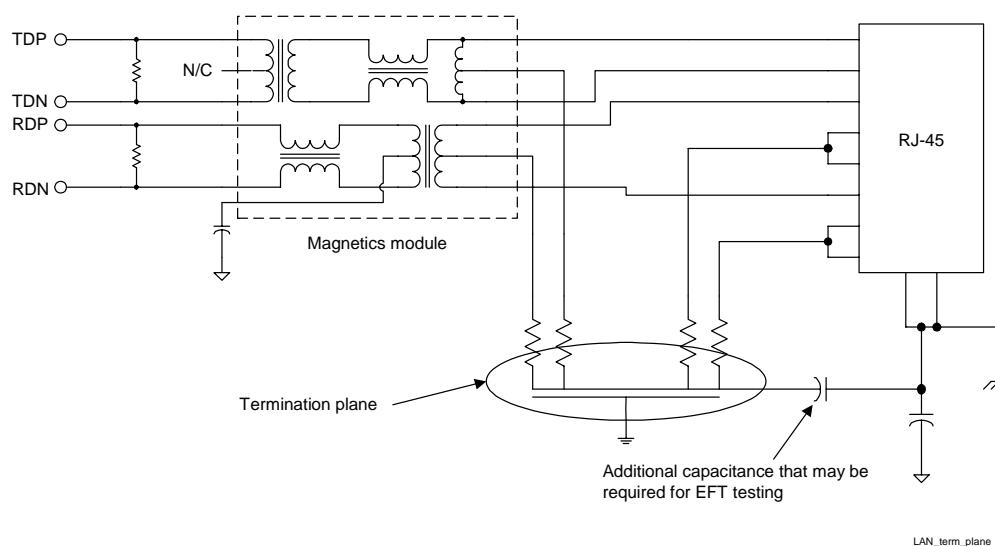 TDP
N/C
TDN
RDP
RDN
RJ-45
Magnetics module
Termination plane
Additional capacitance that may be
required for EFT testing
LAN_term_plane